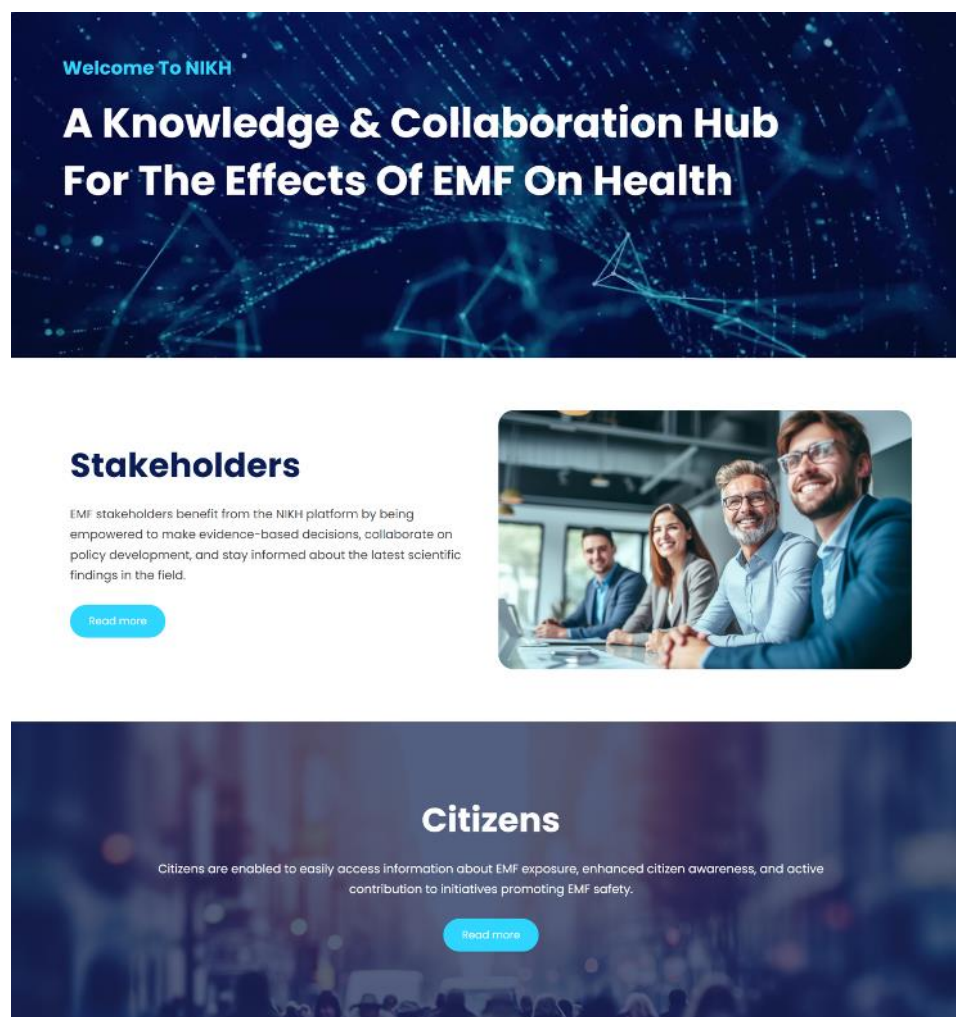 Welcome To NIKH
A Knowledge & Collaboration Hub
For The Effects Of EMF On Health
Stakeholders
EMF stakeholders benefit from the NIKH platform by being
empowered to make evidence-based decisions, collaborate on
policy development, and stay informed about the latest scientific
findings in the field.
Read more
Citizens
Citizens are enabled to easily access information about EMF exposure, enhanced citizen awareness, and active
contribution to initiatives promoting EMF safety.
Read more